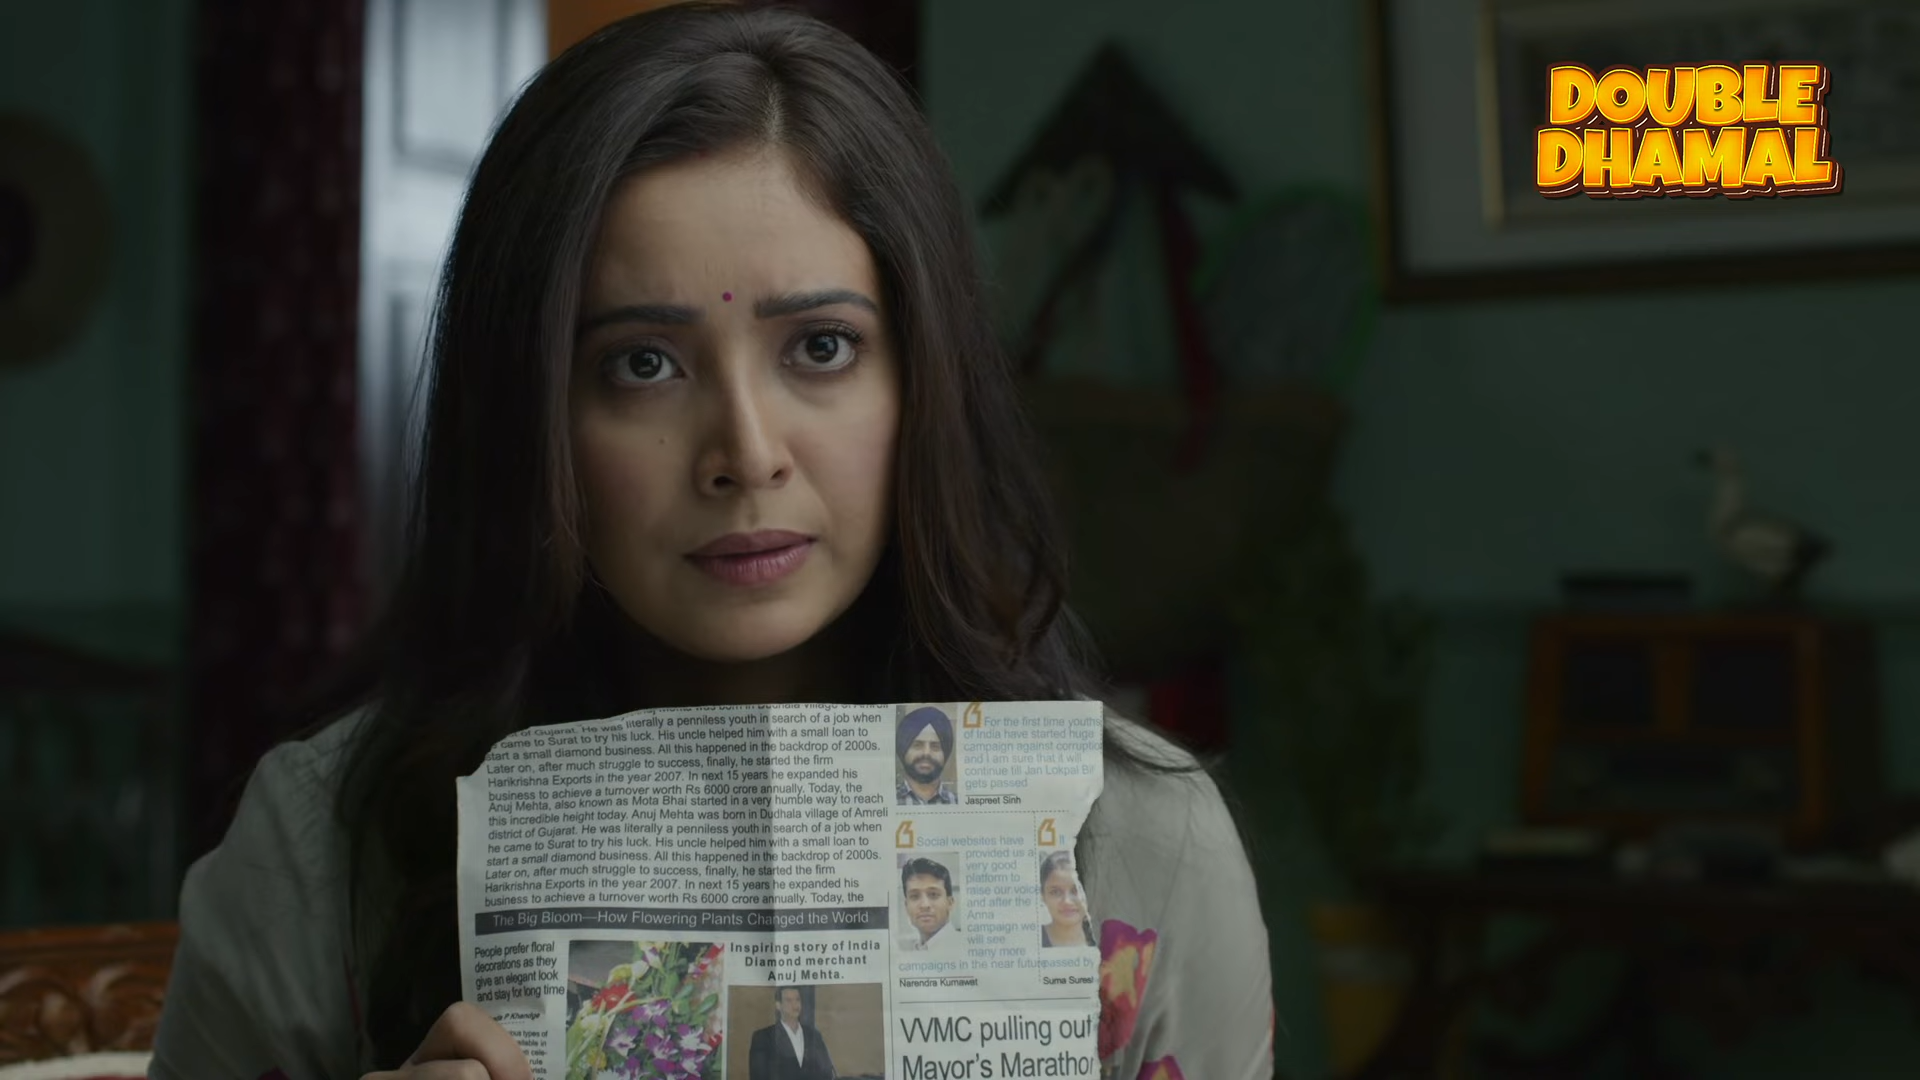 DOUBLE
DHAMAL
of Gujarat. He was literally a penniless youth in search of a job when
came to Surat to try his luck. His uncle helped him with a small loan to
start a small diamond business. All this happened in the backdrop of 2000s.
Later on, after much struggle to success, finally, he started the firm
Harikrishna Exports in the year 2007. In next 15 years he expanded his
business to achieve a turnover worth Rs 6000 crore annually. Today, the
Anuj Mehta, also known as Mota Bhai started in a very humble way to reach
this incredible height today. Anuj Mehta was born in Dudhala village of Amreli
district of Gujarat. He was literally a penniless youth in search of a job when
he came to Surat to try his luck. His uncle helped him with a small loan to
start a small diamond business. All this happened in the backdrop of 2000s.
Later on, after much struggle to success, finally, he started the firm
Harikrishna Exports in the year 2007. In next 15 years he expanded his
business to achieve a turnover worth Rs 6000 crore annually. Today, the
The Big Bloom—How Flowering Plants Changed the World
People prefer floral
decorations as they
give an elegant look
and stay for long time
Inspiring story of India
Diamond merchant
Anuj Mehta.
For the first time youths
of India have started huge
campaign against corruptio
and I am sure that it will
continue till Jan Lokpal Bil
gets passed
Jaspreet Sinh
Social websites have
provided us a
very good
platform to
raise our voice
and after the
Anna
campaign we
will see
many more
campaigns in the near future
Narendra Kumawet
It
passed by
Suma Suresh
VVMC pulling out
Mayor's Marathon